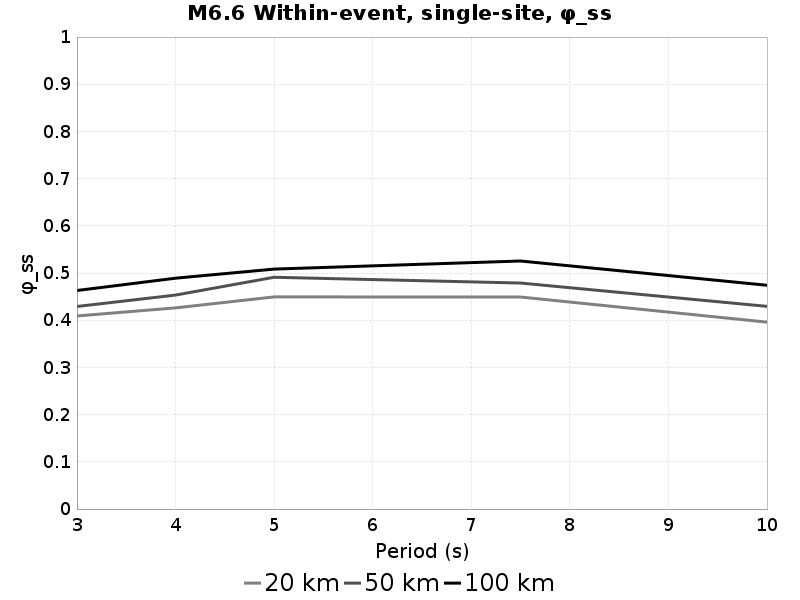 M6.6 Within-event, single-site, φ_ss
1
0.9
0.8
0.7
0.6
0.5
0.4
0.3
0.2
0.1
0
φ_ss
3 4 5 6 7 8 9 10
Period (s)
20 km 50 km 100 km